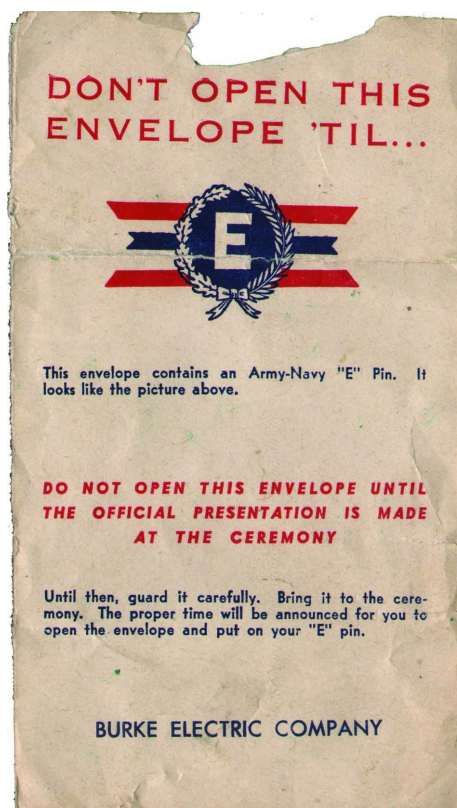 DON'T OPEN THIS
ENVELOPE 'TIL...
E
This envelope contains an Army-Navy "E" Pin. It
looks like the picture above.
DO NOT OPEN THIS ENVELOPE UNTIL
THE OFFICIAL PRESENTATION IS MADE
AT THE CEREMONY
Until then, guard it carefully. Bring it to the cere-
mony. The proper time will be announced for you to
open the envelope and put on your "E" pin.
BURKE ELECTRIC COMPANY